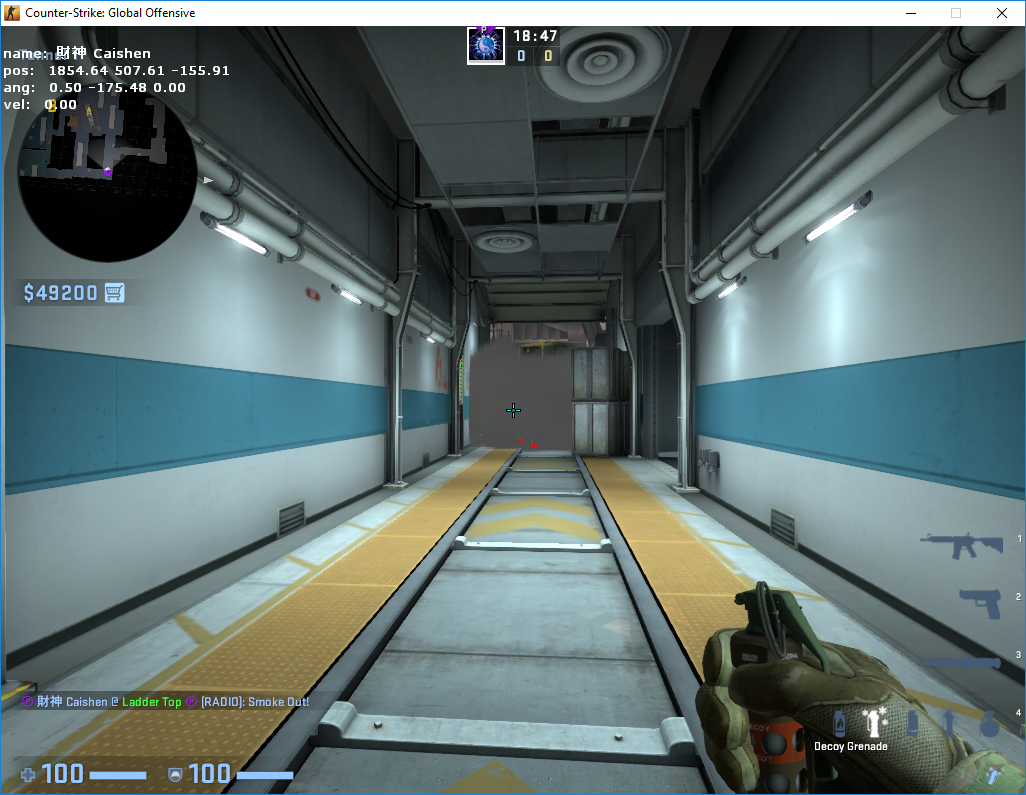 Counter-Strike: Global Offensive
name: 財神 Caishen
pos: 1854.64 507.61 -155.91
ang: 0.50 -175.48 0.00
vel: 0.00
18:47
0 0
$49200
1
2
3
4
Decoy Grenade
財神 Caishen @ Ladder Top (RADIO): Smoke Out!
100 100